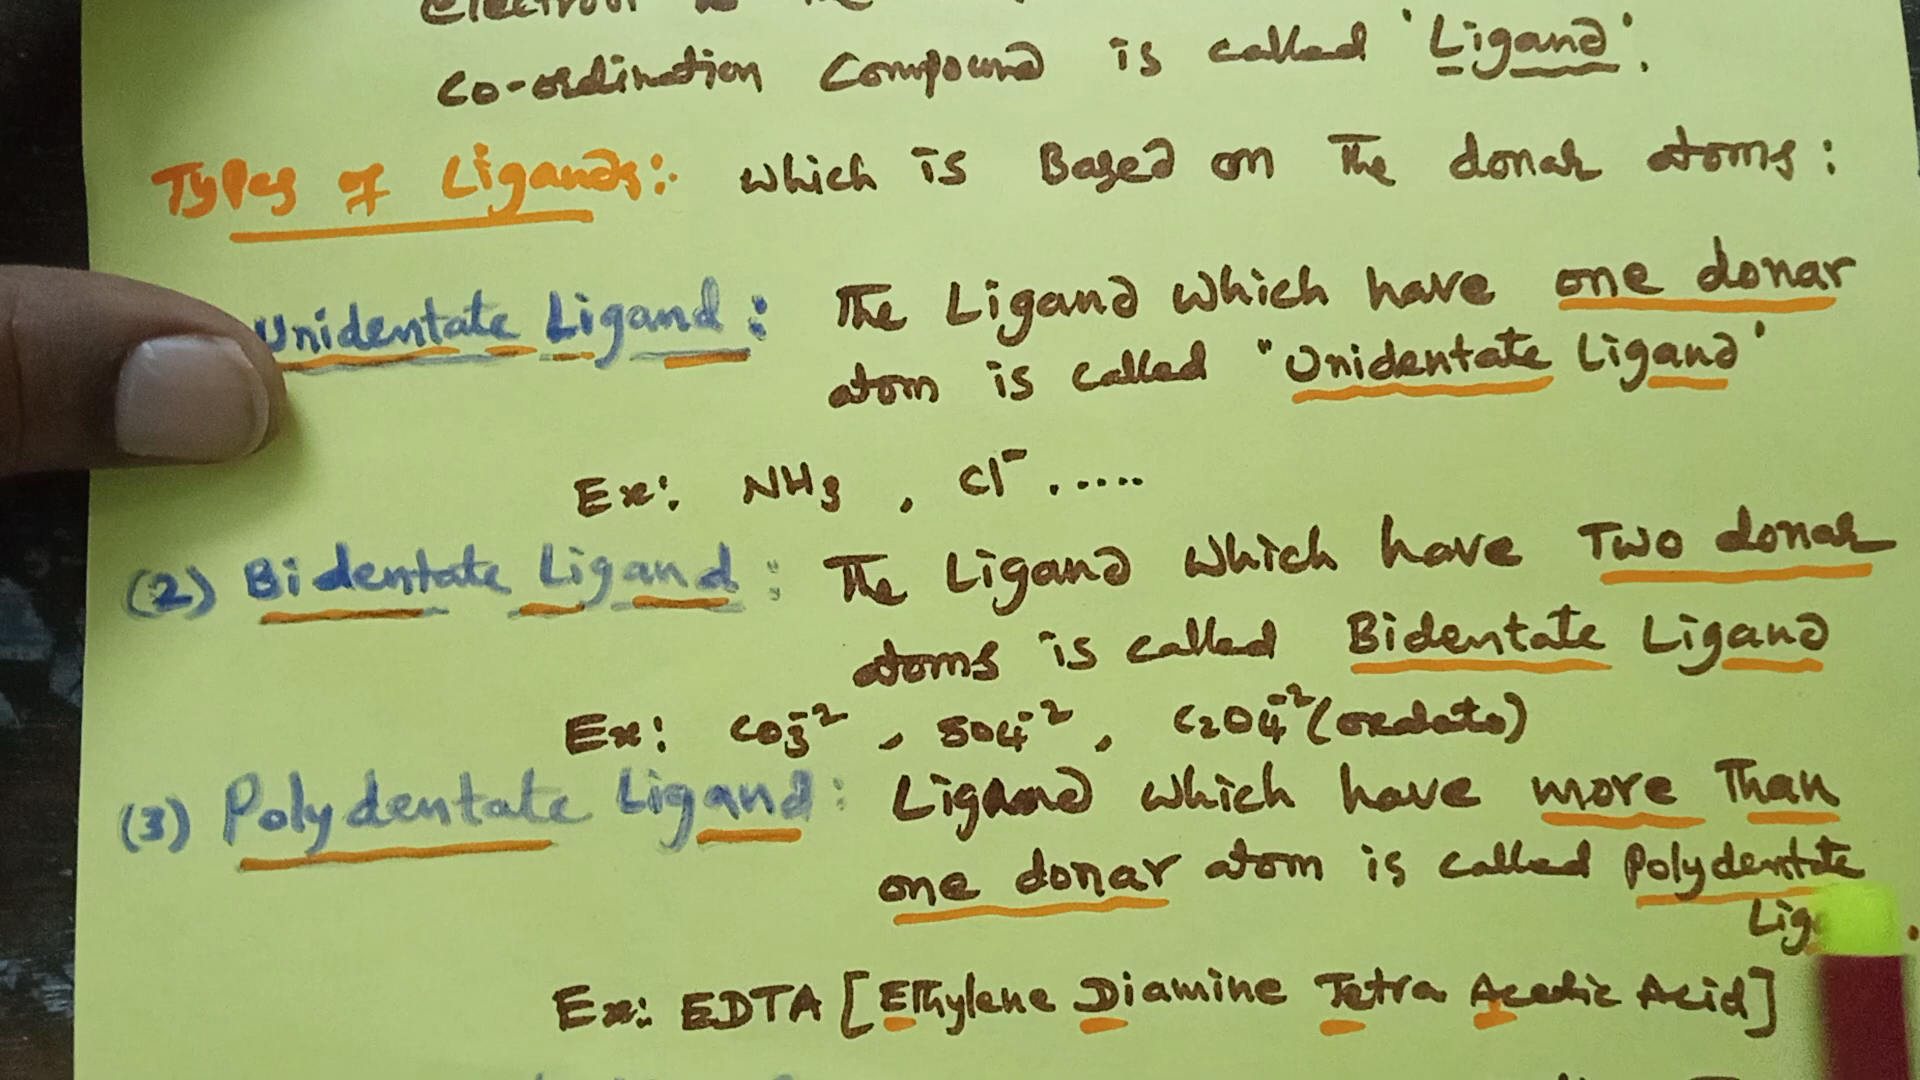 co-ordination Compound is called 'Ligand'.
Types of Ligands:- which is Based on The donar atoms :
Unidentate Ligand : The Ligand which have one donar
atom is called "Unidentate Ligand'
Ex:- NH3 , Cl⁻ .....
(2) Bidentate Ligand : The Ligand which have Two donar
atoms is called Bidentate Ligand
Ex: CO3⁻² , SO4⁻² , C2O4⁻² (oxalato)
(3) Polydentate Ligand : Ligand which have more Than
one donar atom is called Polydentate
Ex:- EDTA [Ethylene Diamine Tetra Acedic Acid]